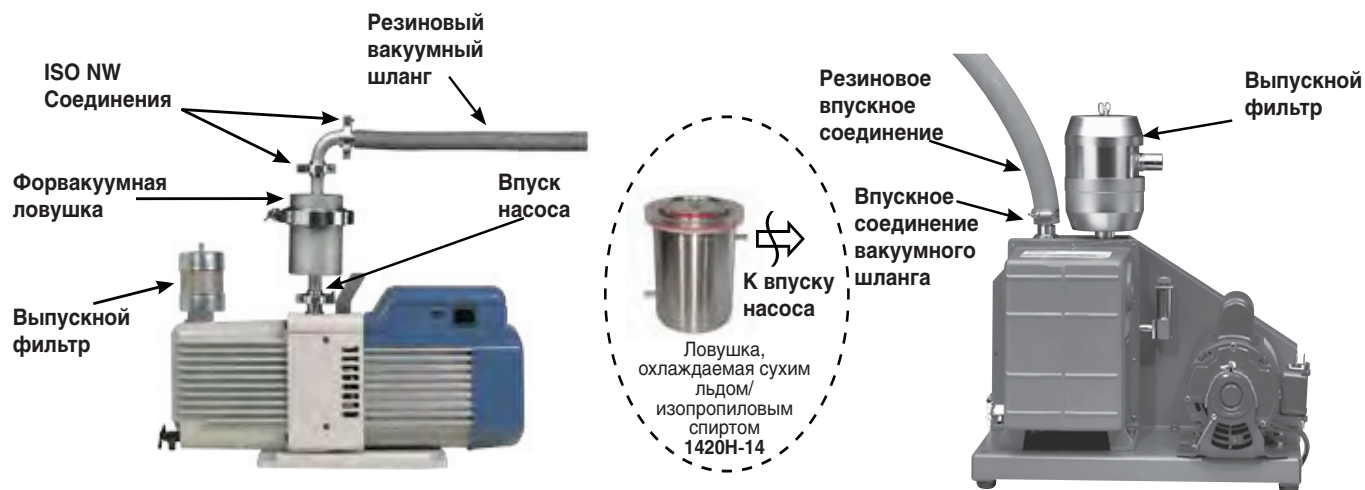 Резиновый
вакуумный
шланг
ISO NW
Соединения
Форвакуумная
ловушка
Впуск
насоса
Выпускной
фильтр
К впуску
насоса
Ловушка,
охлаждаемая сухим
льдом/
изопропиловым
спиртом
1420H-14
Резиновое
впускное
соединение
Выпускной
фильтр
Впускное
соединение
вакуумного
шланга